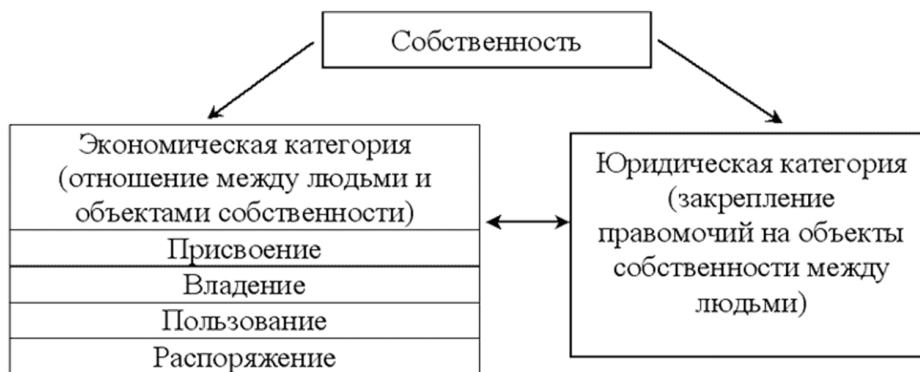 Собственность
Экономическая категория
(отношение между людьми и
объектами собственности)
Присвоение
Владение
Пользование
Распоряжение
Юридическая категория
(закрепление
правомочий на объекты
собственности между
людьми)